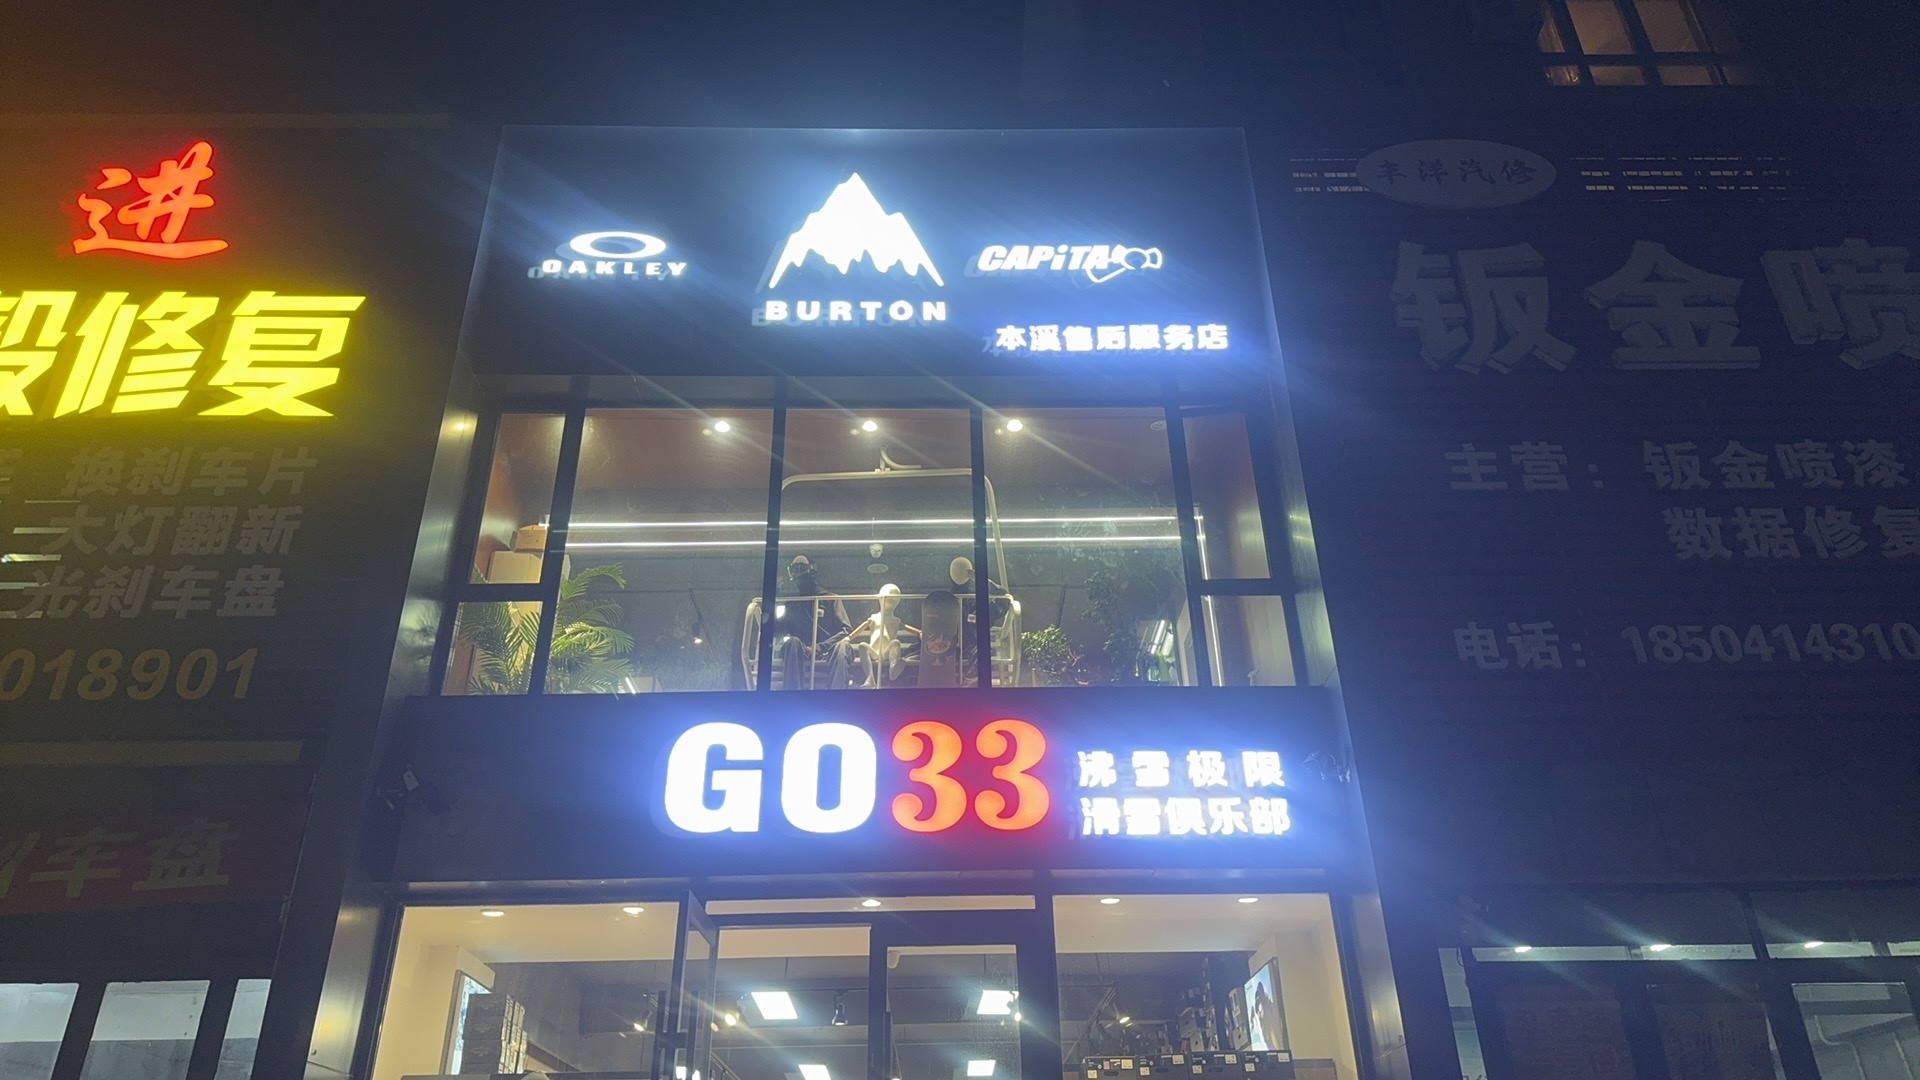 进
毂修复
换刹车片
大灯翻新
光刹车盘
018901
车盘
OAKLEY
BURTON
CAPiTA
本溪售后服务店
GO33
沸雪极限
滑雪俱乐部
丰洋汽修
钣金喷
主营：钣金喷漆
数据修复
电话：1850414310